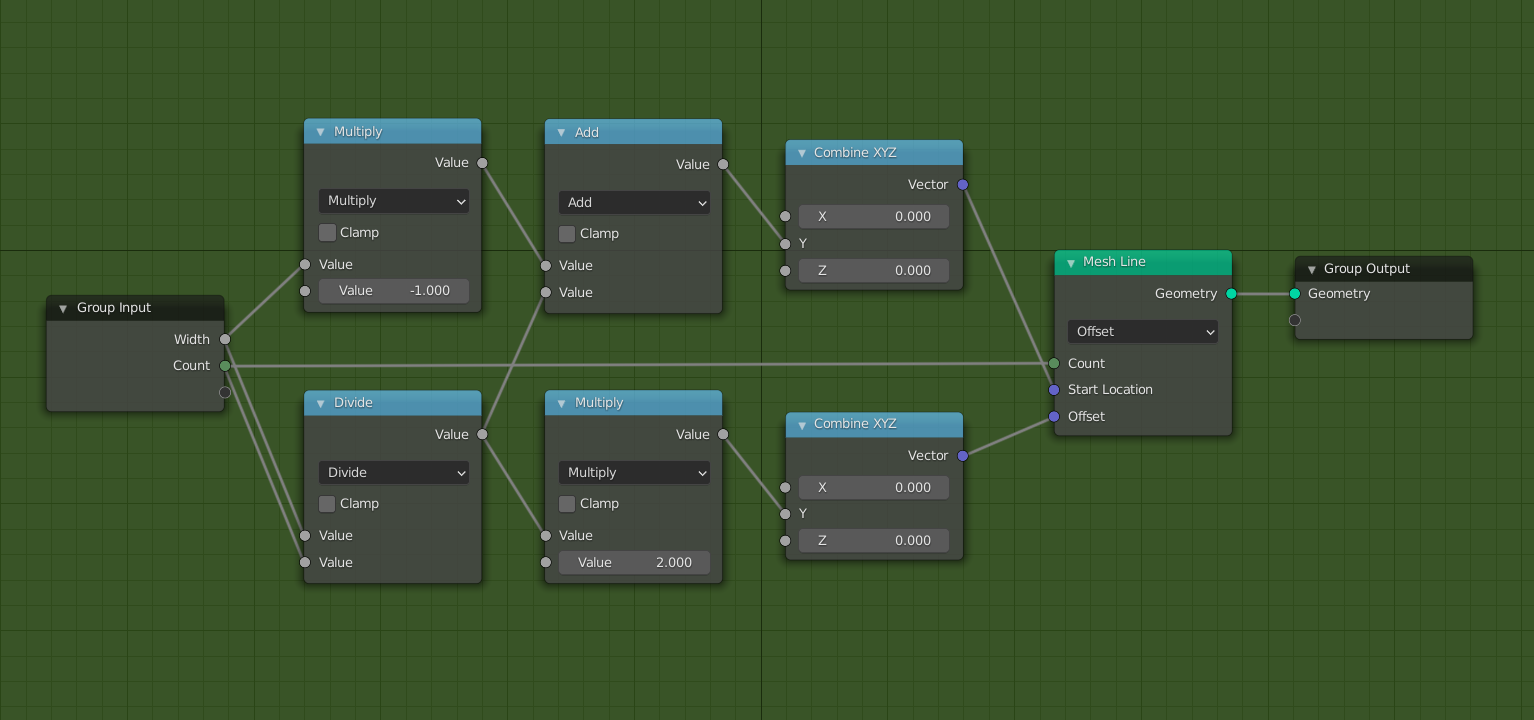 Group Input
Width
Count
Multiply
Value
Multiply
Clamp
Value
Value -1.000
Divide
Value
Divide
Clamp
Value
Value
Add
Value
Add
Clamp
Value
Value
Multiply
Value
Multiply
Clamp
Value
Value 2.000
Combine XYZ
Vector
X 0.000
Y
Z 0.000
Combine XYZ
Vector
X 0.000
Y
Z 0.000
Mesh Line
Geometry
Offset
Count
Start Location
Offset
Group Output
Geometry